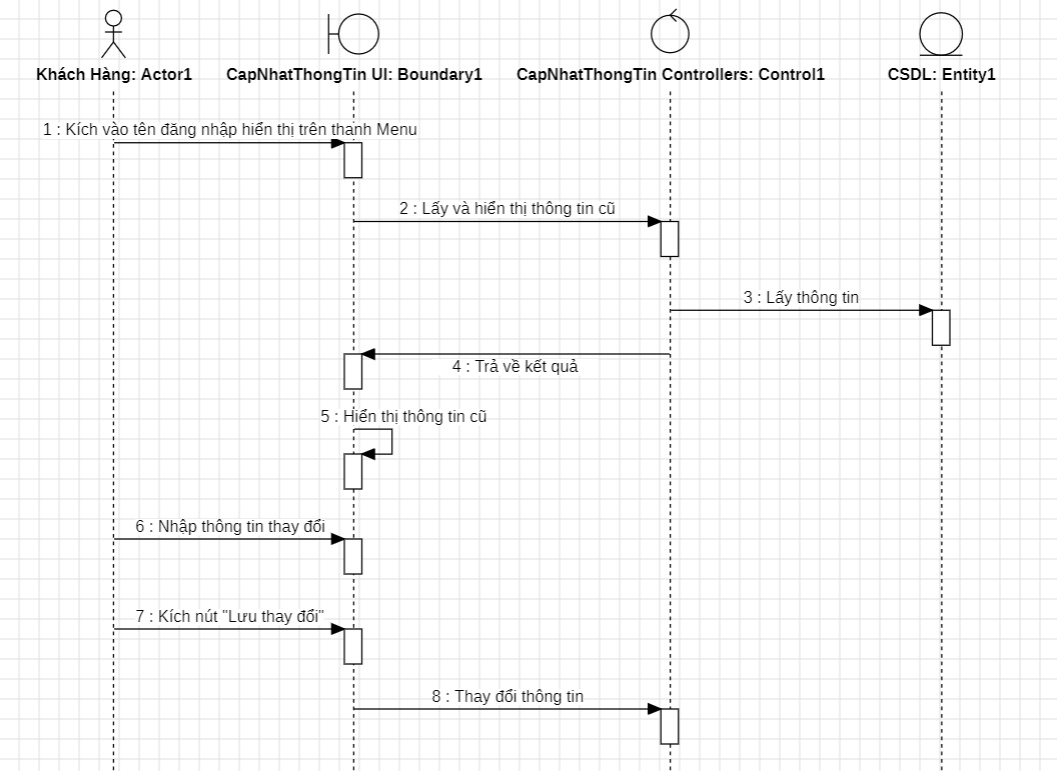 Khách Hàng: Actor1
CapNhatThongTin UI: Boundary1
CapNhatThongTin Controllers: Control1
CSDL: Entity1
1 : Kích vào tên đăng nhập hiển thị trên thanh Menu
2 : Lấy và hiển thị thông tin cũ
3 : Lấy thông tin
4 : Trả về kết quả
5 : Hiển thị thông tin cũ
6 : Nhập thông tin thay đổi
7 : Kích nút "Lưu thay đổi"
8 : Thay đổi thông tin